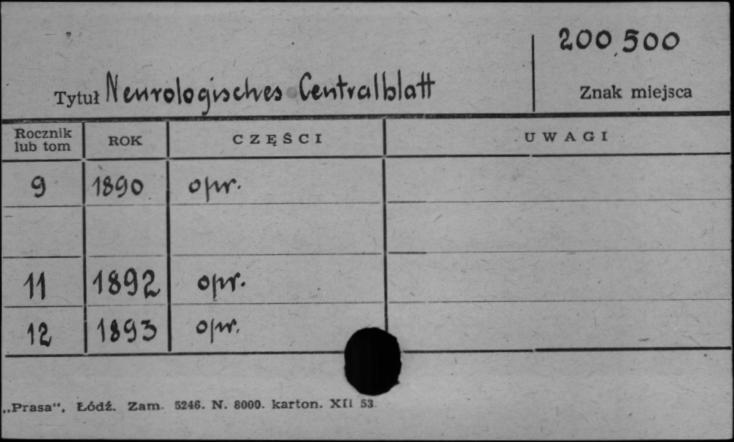 200,500
Tytuł Neurologisches Centralblatt
Znak miejsca
Rocznik lub tom ROK CZĘŚCI UWAGI
9 1890 opr.
11 1892 opr.
12 1893 opr.
„Prasa“, Łódź. Zam. 5246. N. 8000. karton. XII 53